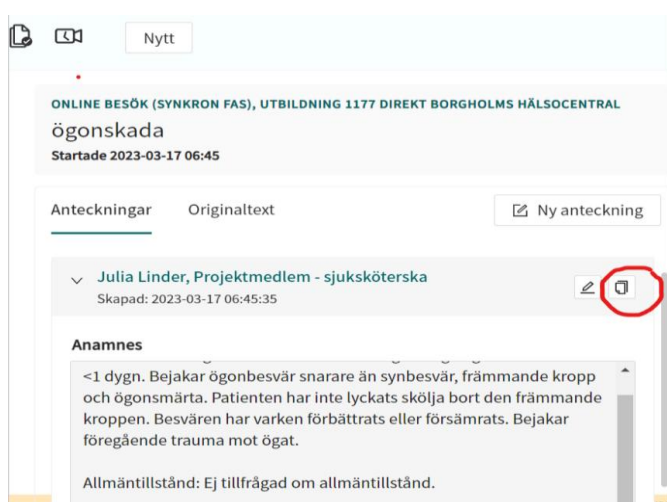 Nytt
ONLINE BESÖK (SYNKRON FAS), UTBILDNING 1177 DIREKT BORGHOLMS HÄLSOCENTRAL
ögonskada
Startade 2023-03-17 06:45
Anteckningar Originaltext Ny anteckning
Julia Linder, Projektmedlem - sjuksköterska
Skapad: 2023-03-17 06:45:35
Anamnes
<1 dygn. Bejakar ögonbesvär snarare än synbesvär, främmande kropp
och ögonsmärta. Patienten har inte lyckats skölja bort den främmande
kroppen. Besvären har varken förbättrats eller försämrats. Bejakar
föregående trauma mot ögat.
Allmäntillstånd: Ej tillfrågad om allmäntillstånd.